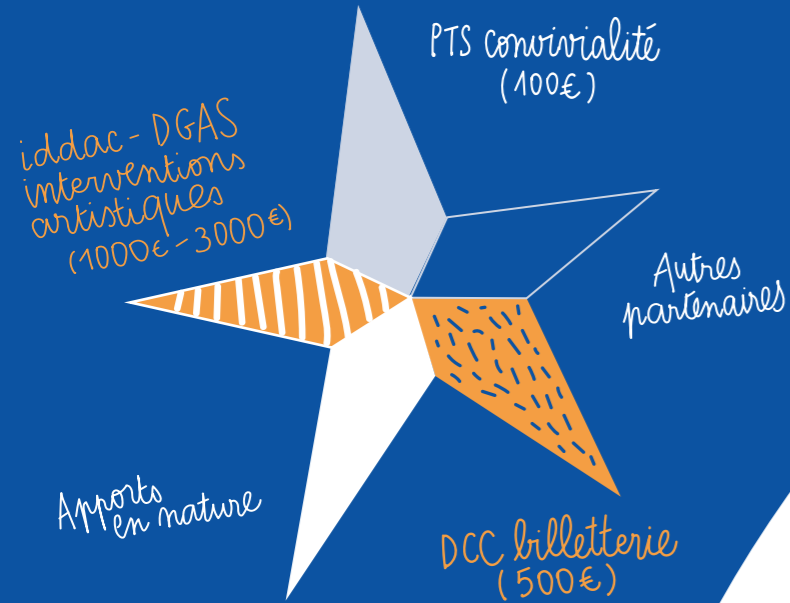 PTS convivialité
(100€)
iddac - DGAS
interventions
artistiques
(1000€ - 3000€)
Autres
partenaires
Apports
en nature
DCC billetterie
(500€)